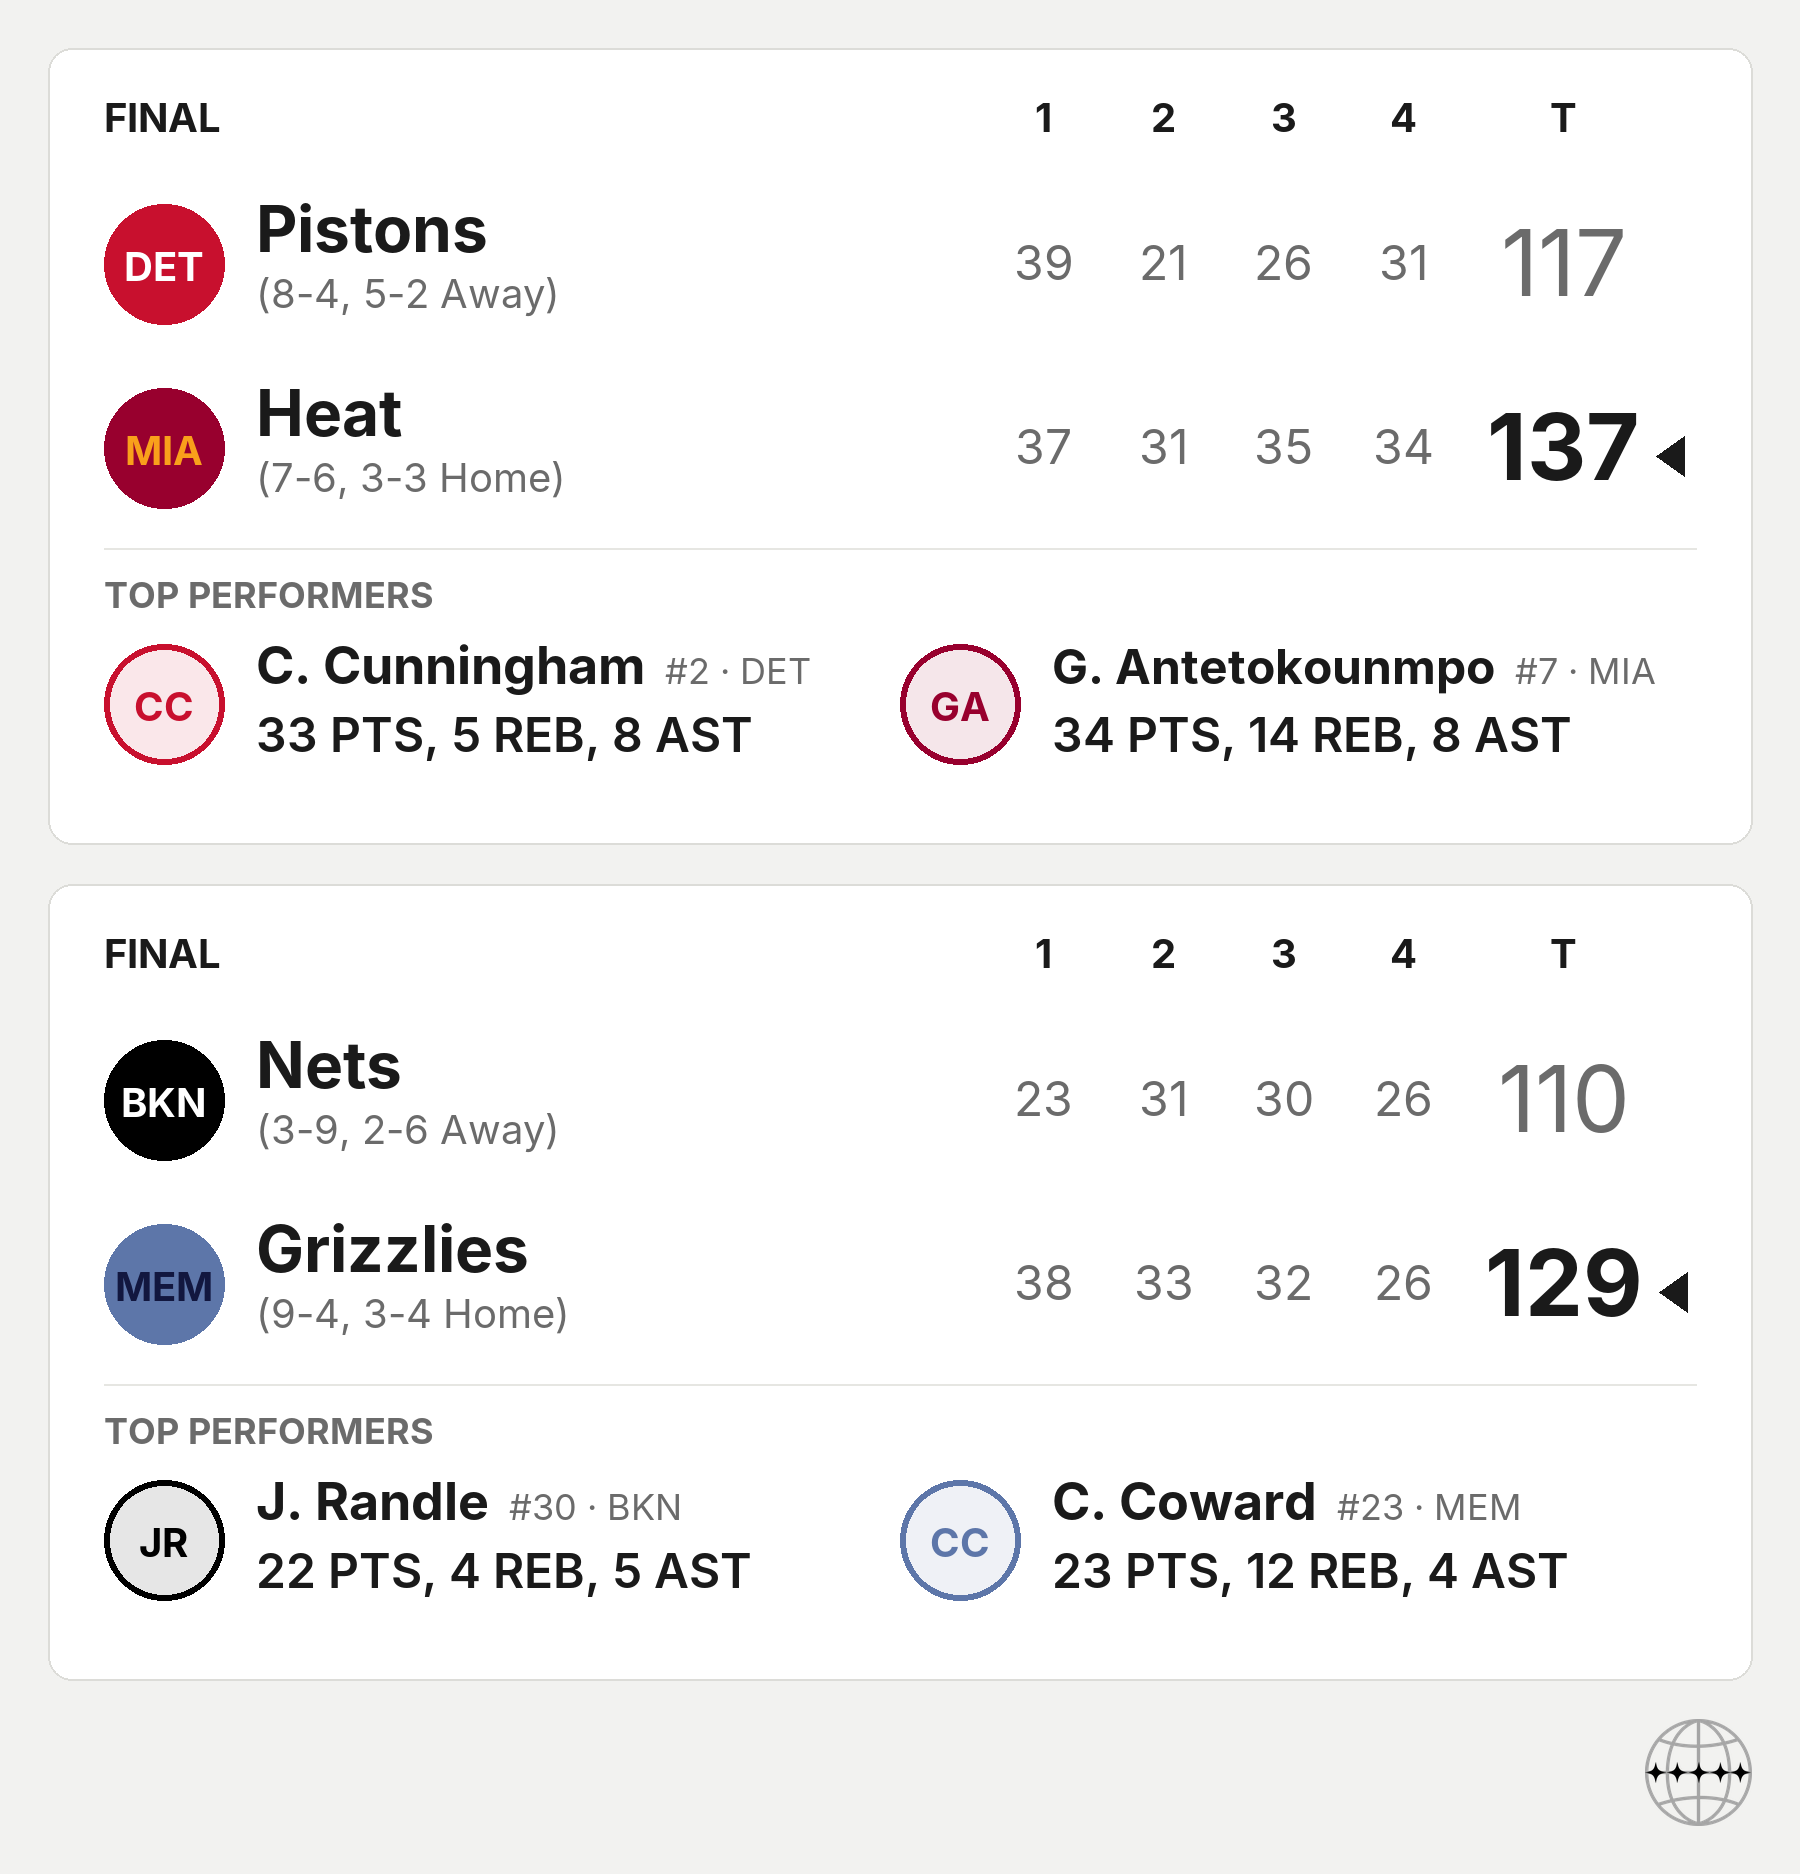 FINAL 1 2 3 4 T
DET Pistons 39 21 26 31 117
(8-4, 5-2 Away)
MIA Heat 37 31 35 34 137
(7-6, 3-3 Home)
TOP PERFORMERS
CC C. Cunningham #2 · DET
33 PTS, 5 REB, 8 AST
GA G. Antetokounmpo #7 · MIA
34 PTS, 14 REB, 8 AST
FINAL 1 2 3 4 T
BKN Nets 23 31 30 26 110
(3-9, 2-6 Away)
MEM Grizzlies 38 33 32 26 129
(9-4, 3-4 Home)
TOP PERFORMERS
JR J. Randle #30 · BKN
22 PTS, 4 REB, 5 AST
CC C. Coward #23 · MEM
23 PTS, 12 REB, 4 AST